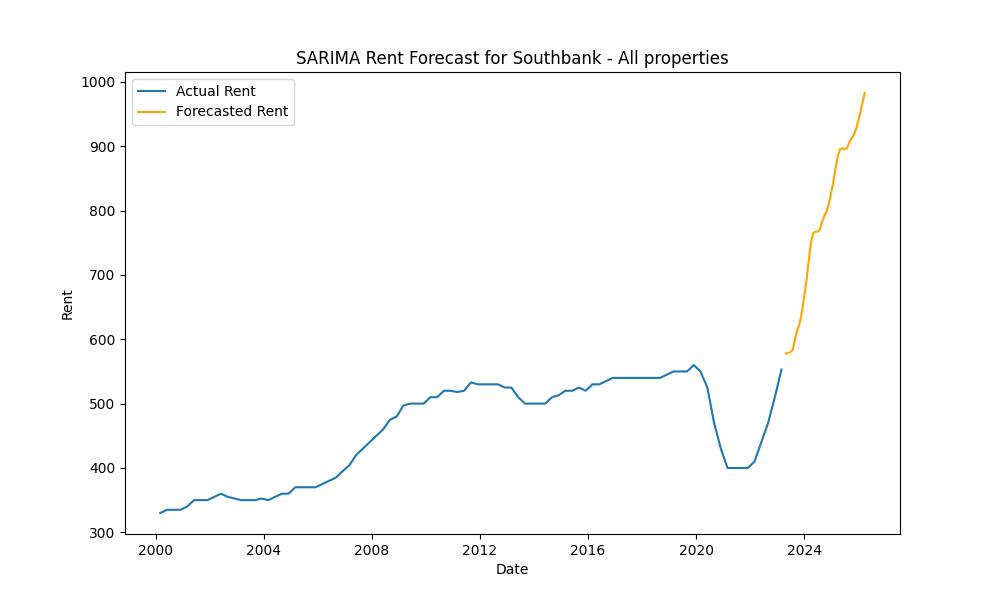 SARIMA Rent Forecast for Southbank - All properties
Actual Rent
Forecasted Rent
1000
900
800
700
600
500
400
300
Rent
2000 2004 2008 2012 2016 2020 2024
Date